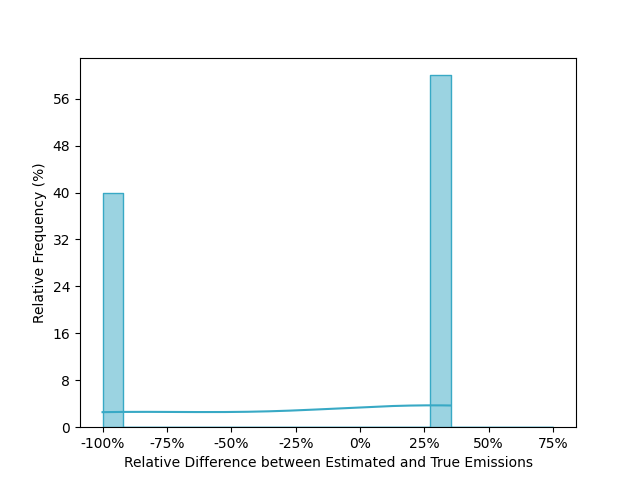 Relative Frequency (%)
56
48
40
32
24
16
8
0
-100% -75% -50% -25% 0% 25% 50% 75%
Relative Difference between Estimated and True Emissions